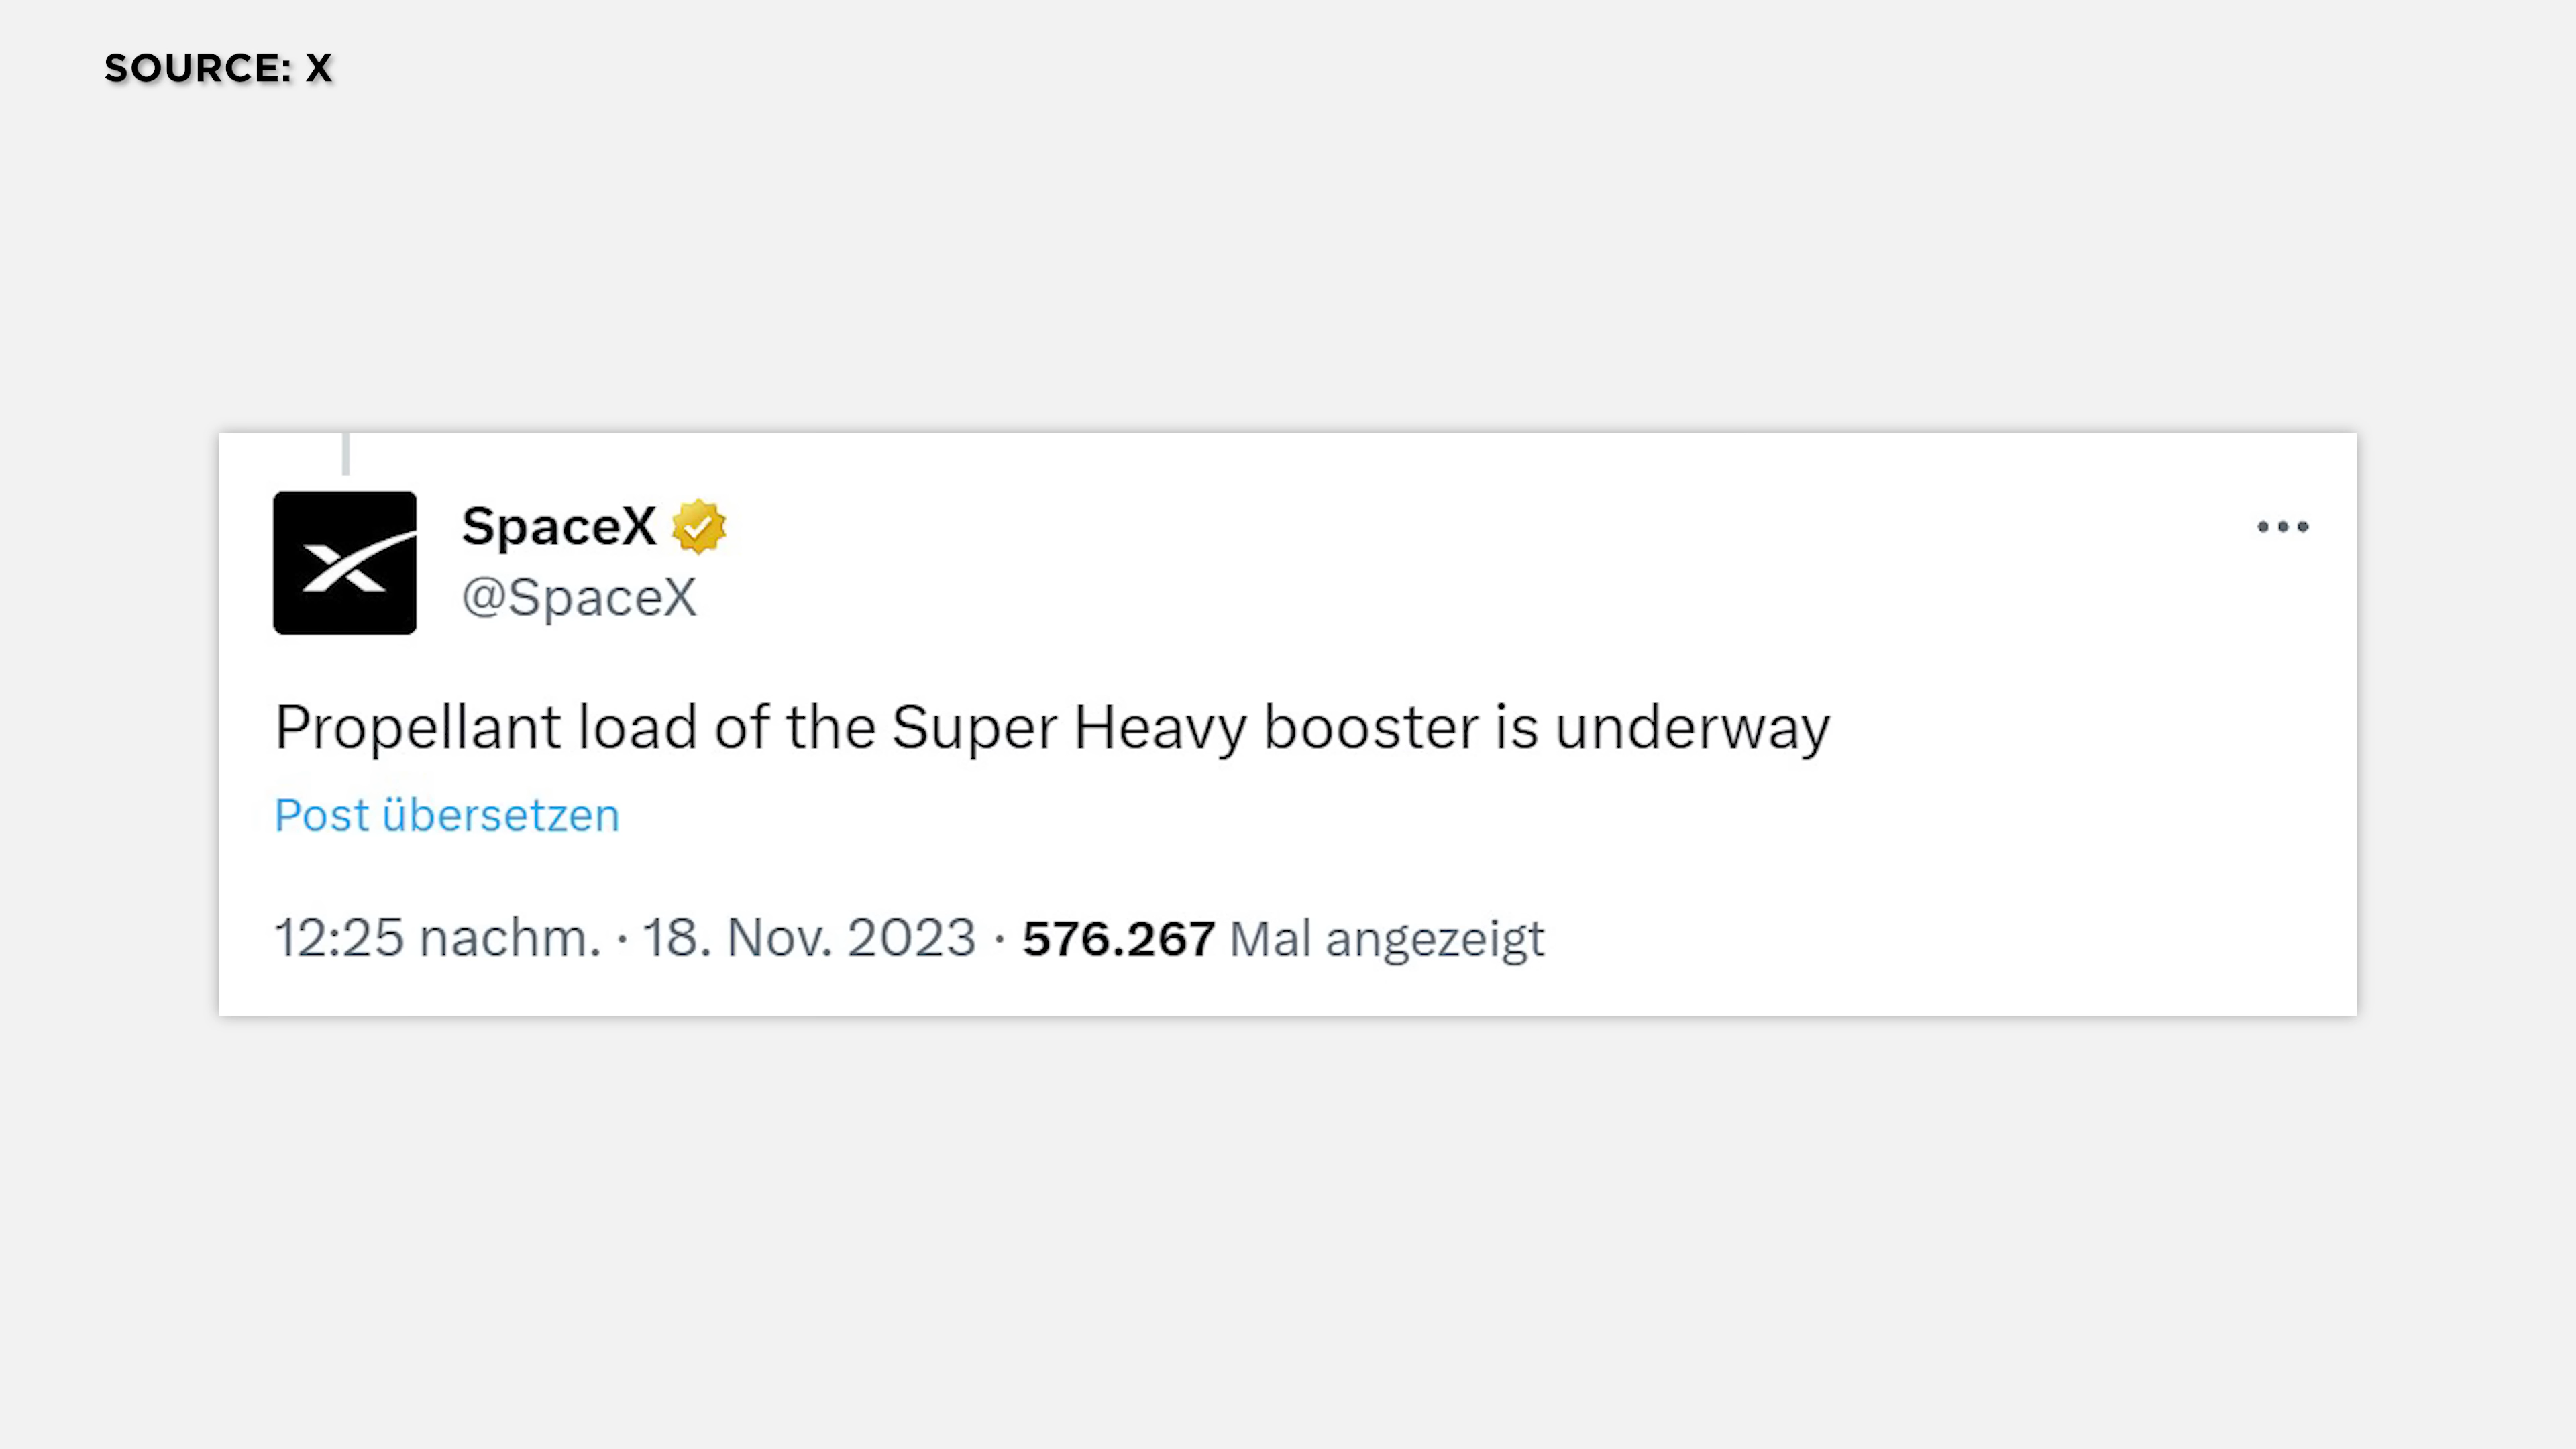 SOURCE: X
SpaceX
@SpaceX
Propellant load of the Super Heavy booster is underway
Post übersetzen
12:25 nachm. · 18. Nov. 2023 · 576.267 Mal angezeigt